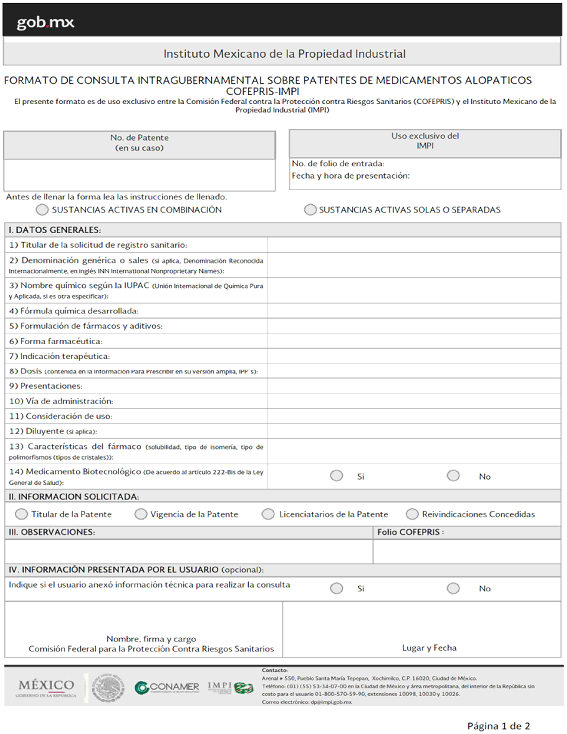 gob.mx
Instituto Mexicano de la Propiedad Industrial
FORMATO DE CONSULTA INTRAGUBERNAMENTAL SOBRE PATENTES DE MEDICAMENTOS ALOPATICOS
COFEPRIS-IMPI
El presente formato es de uso exclusivo entre la Comisión Federal contra la Protección contra Riesgos Sanitarios (COFEPRIS) y el Instituto Mexicano de la
Propiedad Industrial (IMPI)
No. de Patente
(en su caso)
Uso exclusivo del
IMPI
No. de folio de entrada:
Fecha y hora de presentación:
Antes de llenar la forma lea las instrucciones de llenado.
SUSTANCIAS ACTIVAS EN COMBINACIÓN
SUSTANCIAS ACTIVAS SOLAS O SEPARADAS
I. DATOS GENERALES:
1) Titular de la solicitud de registro sanitario:
2) Denominación genérica o sales (si aplica, Denominación Reconocida
Internacionalmente, en inglés INN International Nonproprietary Names):
3) Nombre químico según la IUPAC (Unión Internacional de Química Pura
y Aplicada, si es otra especificar):
4) Fórmula química desarrollada:
5) Formulación de fármacos y aditivos:
6) Forma farmacéutica:
7) Indicación terapéutica:
8) Dosis (contenida en la Información Para Prescribir en su versión amplia, IPP´s):
9) Presentaciones:
10) Vía de administración:
11) Consideración de uso:
12) Diluyente (si aplica):
13) Características del fármaco (solubilidad, tipo de isomería, tipo de
polimorfismos (tipos de cristales)):
14) Medicamento Biotecnológico (De acuerdo al artículo 222-Bis de la Ley
General de Salud):
Si
No
II. INFORMACION SOLICITADA:
Titular de la Patente
Vigencia de la Patente
Licenciatarios de la Patente
Reivindicaciones Concedidas
III. OBSERVACIONES:
Folio COFEPRIS :
IV. INFORMACIÓN PRESENTADA POR EL USUARIO (opcional):
Indique si el usuario anexó información técnica para realizar la consulta
Si
No
Nombre, firma y cargo
Comisión Federal para la Protección Contra Riesgos Sanitarios
Lugar y Fecha
MÉXICO
GOBIERNO DE LA REPÚBLICA
CONAMER
IMPI
Contacto:
Arenal # 550, Pueblo Santa María Tepepan, Xochimilco, C.P. 16020, Ciudad de México.
Teléfono: (01) (55) 53-34-07-00 en la Ciudad de México y área metropolitana, del interior de la República sin
costo para el usuario 01-800-570-59-90, extensiones 10098, 10030 y 10026.
Correo electrónico: dp@impi.gob.mx
Página 1 de 2